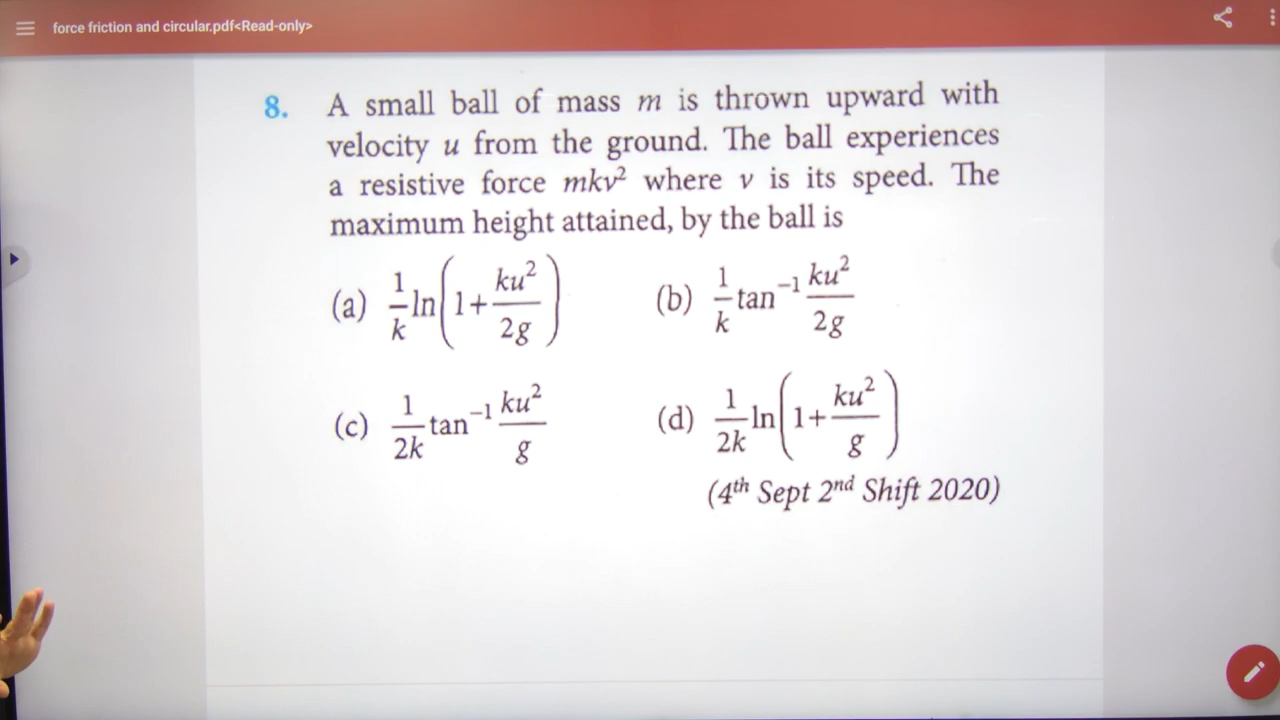 force friction and circular.pdf<Read-only>
8. A small ball of mass m is thrown upward with
velocity u from the ground. The ball experiences
a resistive force mkv² where v is its speed. The
maximum height attained, by the ball is
(a) 1/k ln(1+ku²/2g) (b) 1/k tan⁻¹ ku²/2g
(c) 1/2k tan⁻¹ ku²/g (d) 1/2k ln(1+ku²/g)
(4th Sept 2nd Shift 2020)